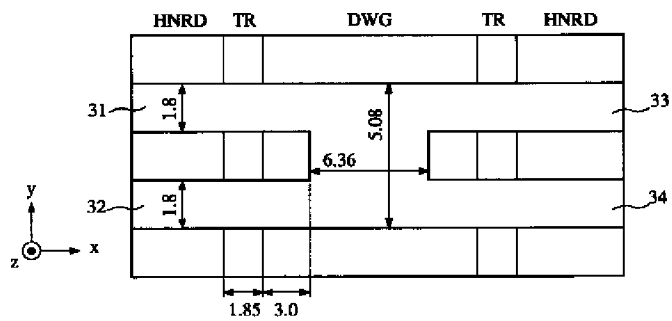 HNRD TR DWG TR HNRD
31 1.8 5.08 33
6.36
32 1.8 34
y
z x
1.85 3.0